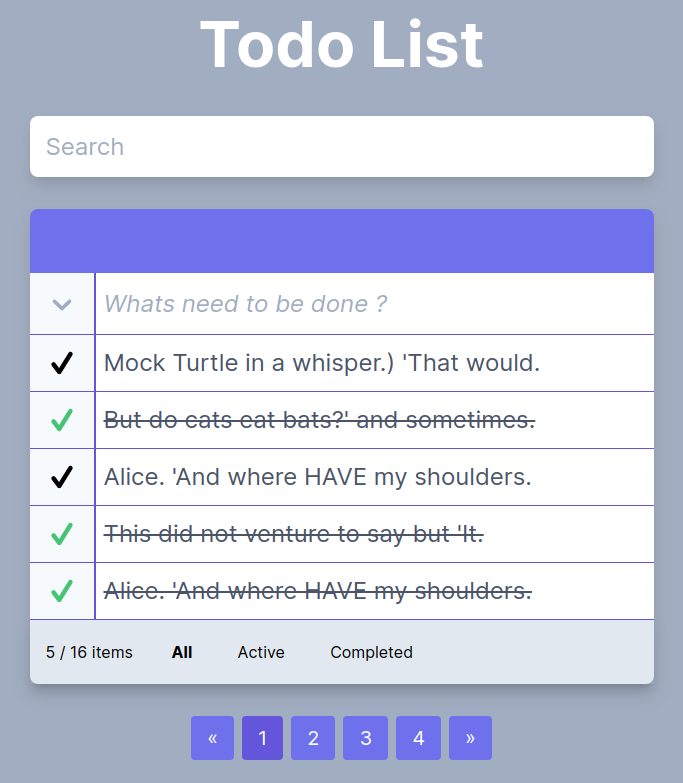 Todo List
Search
Whats need to be done ?
Mock Turtle in a whisper.) 'That would.
But do cats eat bats?' and sometimes.
Alice. 'And where HAVE my shoulders.
This did not venture to say but 'It.
Alice. 'And where HAVE my shoulders.
5 / 16 items All Active Completed
« 1 2 3 4 »